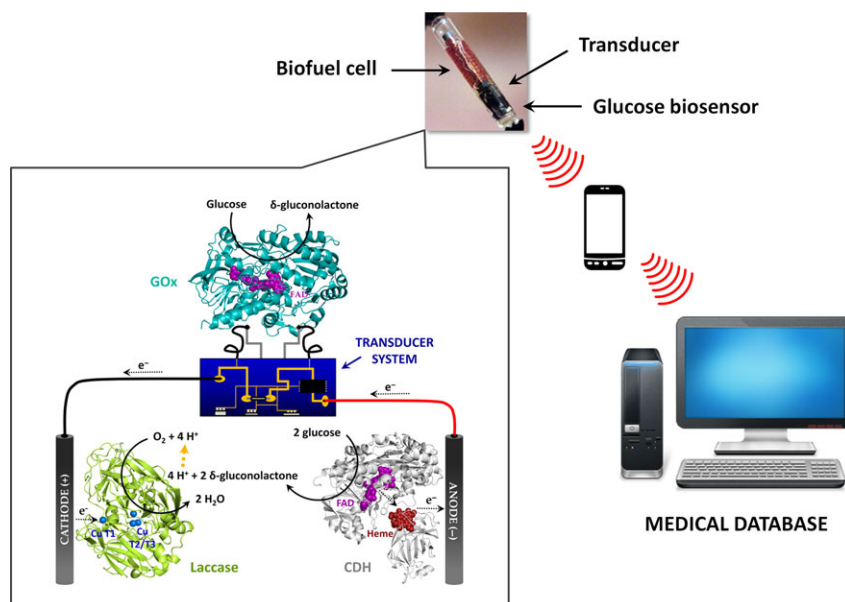 Biofuel cell
Transducer
Glucose biosensor
Glucose
δ-gluconolactone
GOx
FAD
TRANSDUCER
SYSTEM
e⁻
e⁻
O₂ + 4 H⁺
4 H⁺ + 2 δ-gluconolactone
2 H₂O
2 glucose
CATHODE (+)
e⁻
Cu T1
Cu
T2/T3
Laccase
FAD
Heme
CDH
e⁻
ANODE (–)
MEDICAL DATABASE